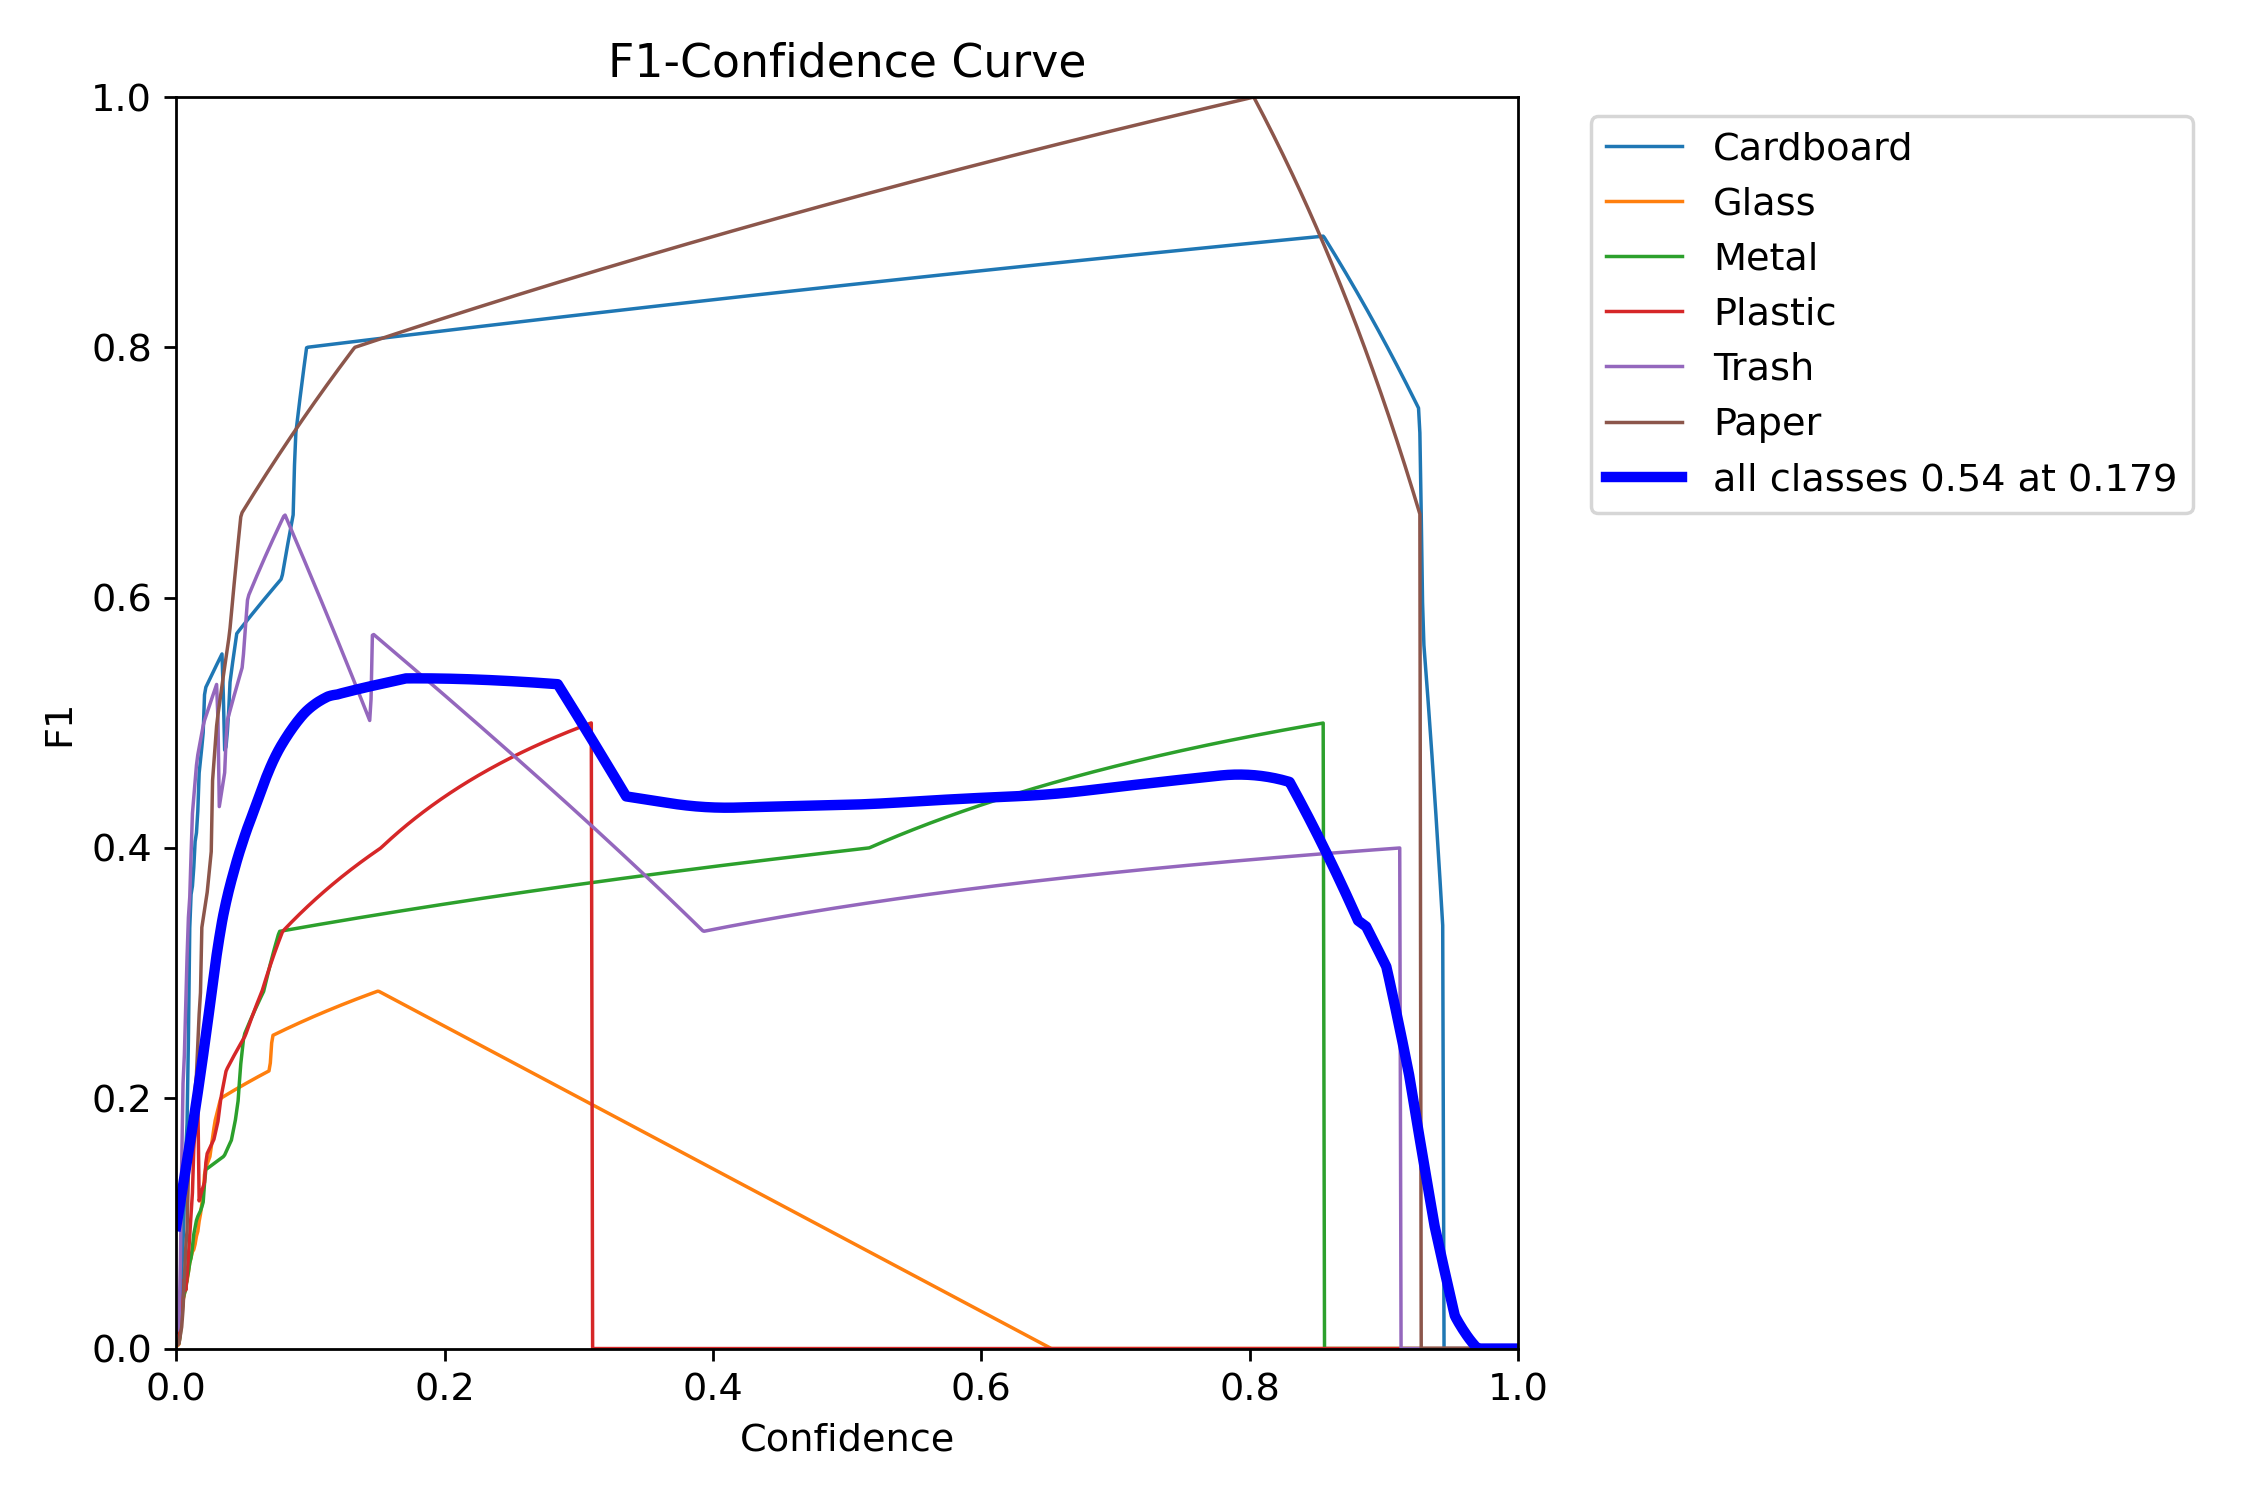 F1-Confidence Curve
1.0
0.8
0.6
0.4
0.2
0.0
F1
0.0 0.2 0.4 0.6 0.8 1.0
Confidence
Cardboard
Glass
Metal
Plastic
Trash
Paper
all classes 0.54 at 0.179